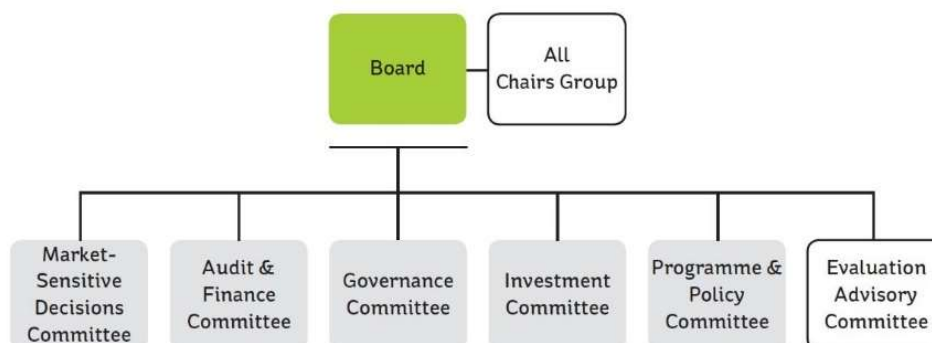 Board
All
Chairs Group
Market-
Sensitive
Decisions
Committee
Audit &
Finance
Committee
Governance
Committee
Investment
Committee
Programme &
Policy
Committee
Evaluation
Advisory
Committee